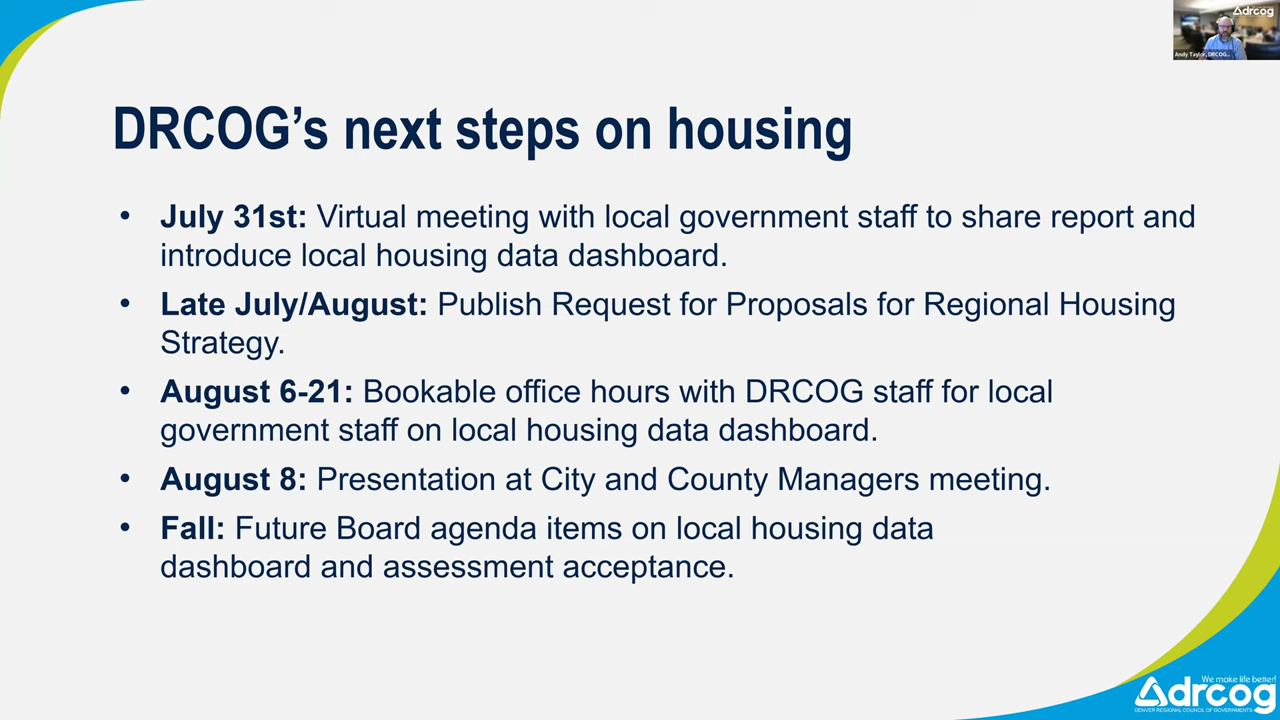 drcog
Andy Taylor, DRCOG...
DRCOG’s next steps on housing
• July 31st: Virtual meeting with local government staff to share report and
introduce local housing data dashboard.
• Late July/August: Publish Request for Proposals for Regional Housing
Strategy.
• August 6-21: Bookable office hours with DRCOG staff for local
government staff on local housing data dashboard.
• August 8: Presentation at City and County Managers meeting.
• Fall: Future Board agenda items on local housing data
dashboard and assessment acceptance.
We make life better!
drcog
DENVER REGIONAL COUNCIL OF GOVERNMENTS